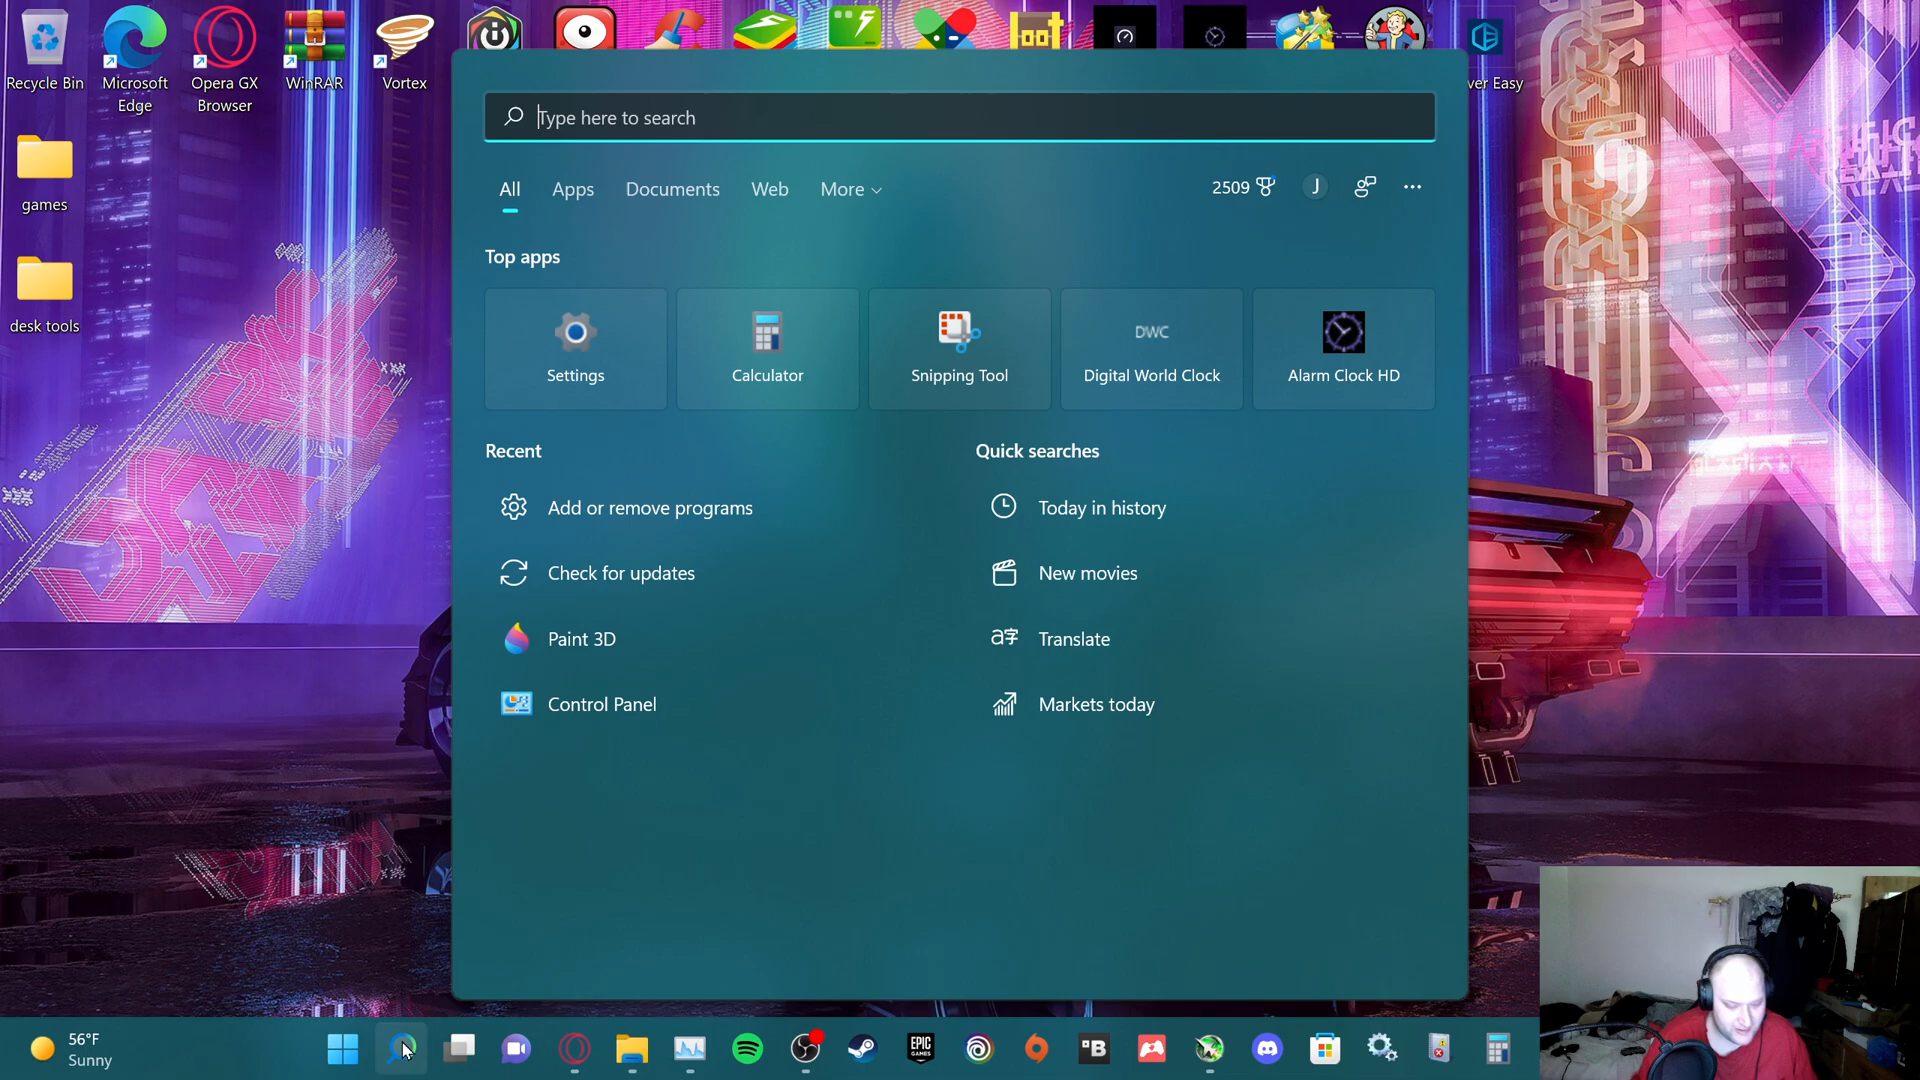 Recycle Bin
Microsoft Edge
Opera GX Browser
WinRAR
Vortex
ver Easy
games
desk tools
Type here to search
All
Apps
Documents
Web
More
2509
J
Top apps
Settings
Calculator
Snipping Tool
DWC
Digital World Clock
Alarm Clock HD
Recent
Quick searches
Add or remove programs
Today in history
Check for updates
New movies
Paint 3D
Translate
Control Panel
Markets today
56°F
Sunny
EPIC GAMES